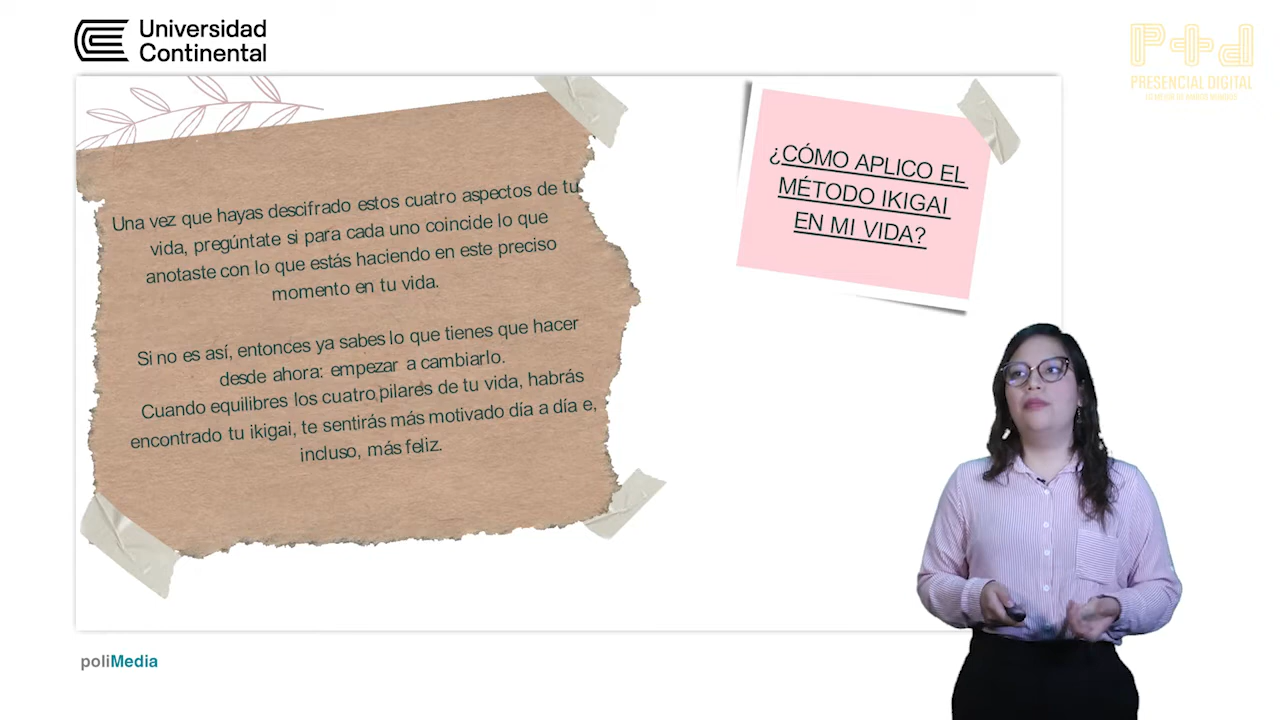 Universidad
Continental
P+d
PRESENCIAL DIGITAL
Una vez que hayas descifrado estos cuatro aspectos de tu
vida, pregúntate si para cada uno coincide lo que
anotaste con lo que estás haciendo en este preciso
momento en tu vida.
Si no es así, entonces ya sabes lo que tienes que hacer
desde ahora: empezar a cambiarlo.
Cuando equilibres los cuatro pilares de tu vida, habrás
encontrado tu ikigai, te sentirás más motivado día a día e,
incluso, más feliz.
¿CÓMO APLICO EL
MÉTODO IKIGAI
EN MI VIDA?
poliMedia